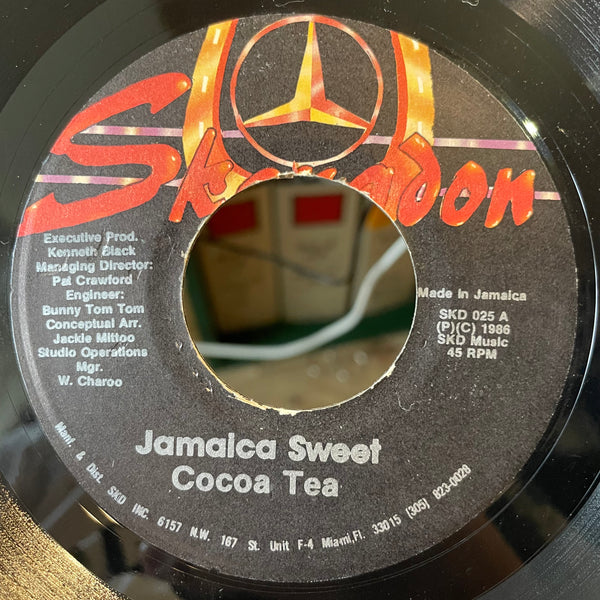 Skengdon
Executive Prod.
Kenneth Black
Managing Director:
Pat Crawford
Engineer:
Bunny Tom Tom
Conceptual Arr.
Jackie Mittoo
Studio Operations
Mgr.
W. Charoo
Made In Jamaica
SKD 025 A
(P)(C) 1986
SKD Music
45 RPM
Jamaica Sweet
Cocoa Tea
Manf. & Dist. SKD INC. 6157 N.W. 167 St. Unit F-4 Miami,Fl. 33015 (305) 823-0028